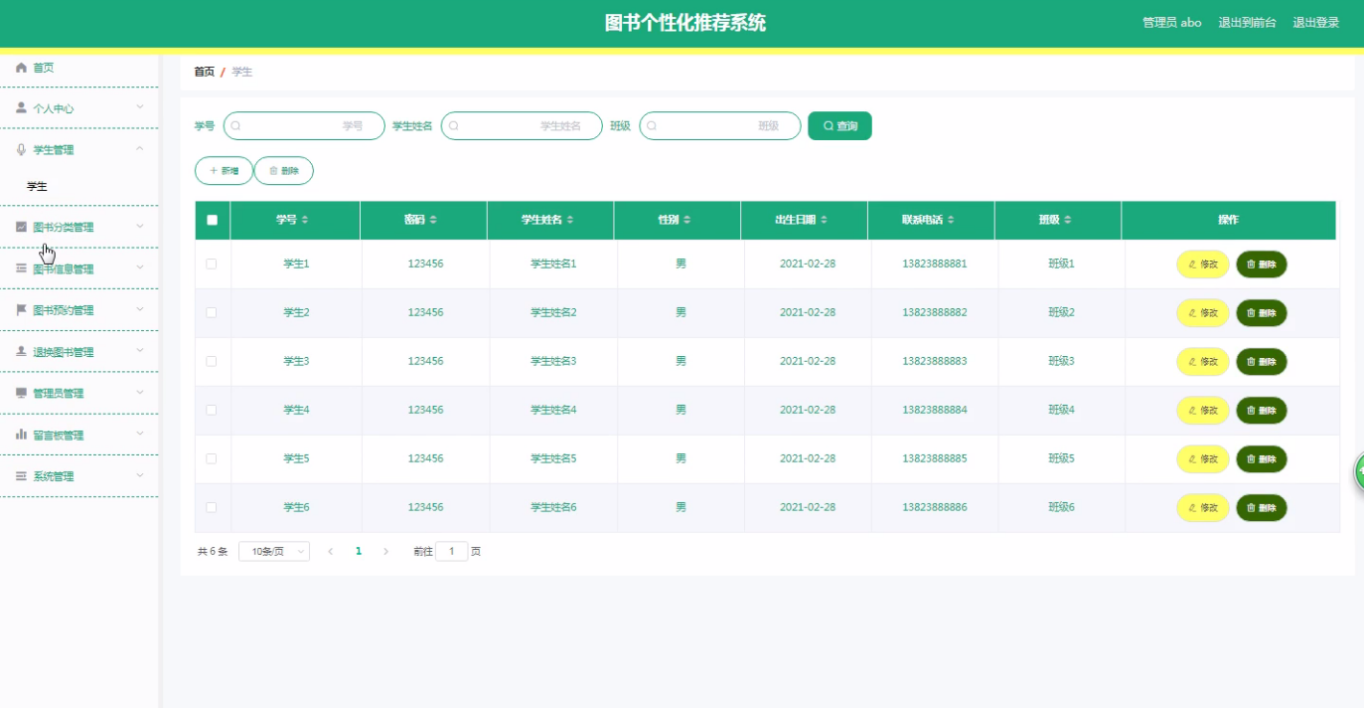 图书个性化推荐系统
管理员 abo 退出到前台 退出登录
首页
个人中心
学生管理
学生
图书分类管理
图书信息管理
图书预约管理
退换图书管理
管理员管理
留言板管理
系统管理
首页 / 学生
学号 学号 学生姓名 学生姓名 班级 班级 查询
+ 新增 删除
学号 密码 学生姓名 性别 出生日期 联系电话 班级 操作
学生1 123456 学生姓名1 男 2021-02-28 13823888881 班级1 修改 删除
学生2 123456 学生姓名2 男 2021-02-28 13823888882 班级2 修改 删除
学生3 123456 学生姓名3 男 2021-02-28 13823888883 班级3 修改 删除
学生4 123456 学生姓名4 男 2021-02-28 13823888884 班级4 修改 删除
学生5 123456 学生姓名5 男 2021-02-28 13823888885 班级5 修改 删除
学生6 123456 学生姓名6 男 2021-02-28 13823888886 班级6 修改 删除
共 6 条 10条/页 1 前往 1 页